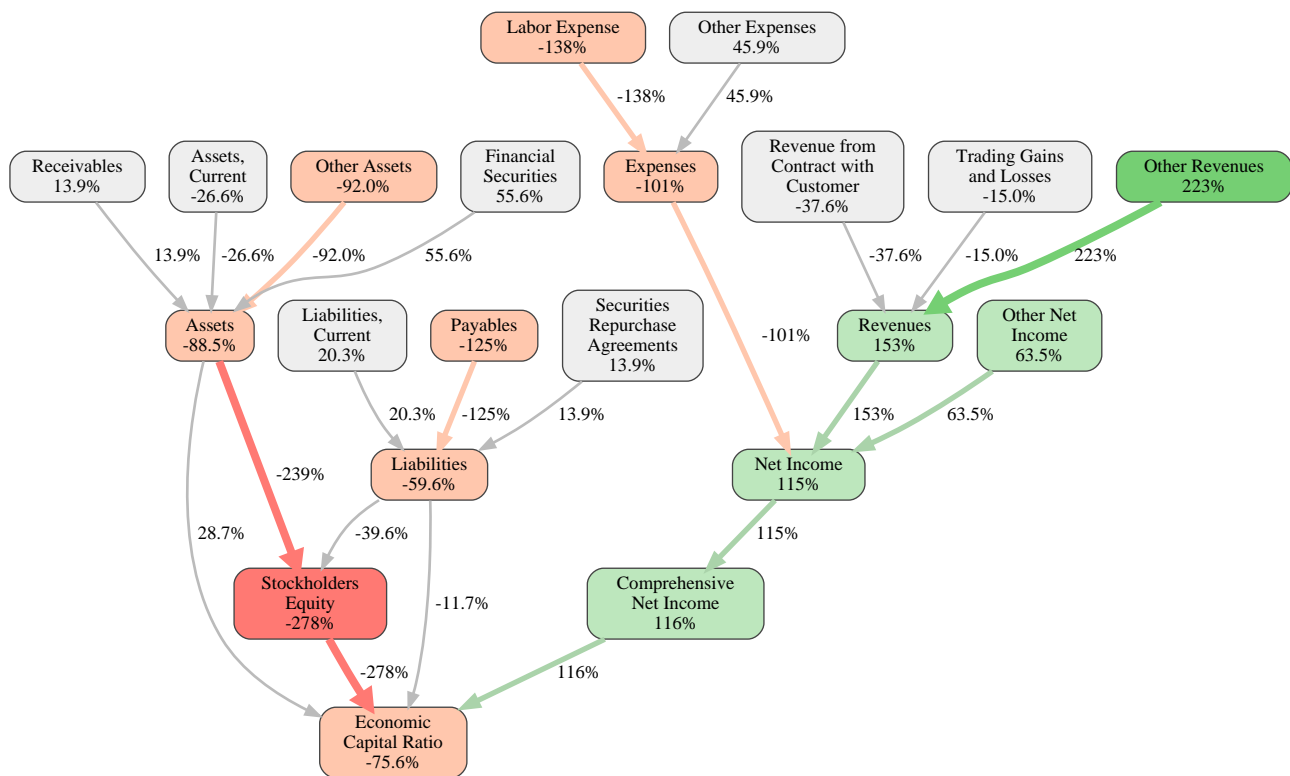 Labor Expense
-138%
Other Expenses
45.9%
-138%
45.9%
Receivables
13.9%
Assets,
Current
-26.6%
Other Assets
-92.0%
Financial
Securities
55.6%
Expenses
-101%
Revenue from
Contract with
Customer
-37.6%
Trading Gains
and Losses
-15.0%
Other Revenues
223%
13.9%
-26.6%
-92.0%
55.6%
-37.6%
-15.0%
223%
Assets
-88.5%
Liabilities,
Current
20.3%
Payables
-125%
Securities
Repurchase
Agreements
13.9%
-101%
Revenues
153%
Other Net
Income
63.5%
20.3%
-125%
13.9%
153%
63.5%
-239%
Liabilities
-59.6%
Net Income
115%
28.7%
-39.6%
115%
Stockholders
Equity
-278%
-11.7%
Comprehensive
Net Income
116%
-278%
116%
Economic
Capital Ratio
-75.6%